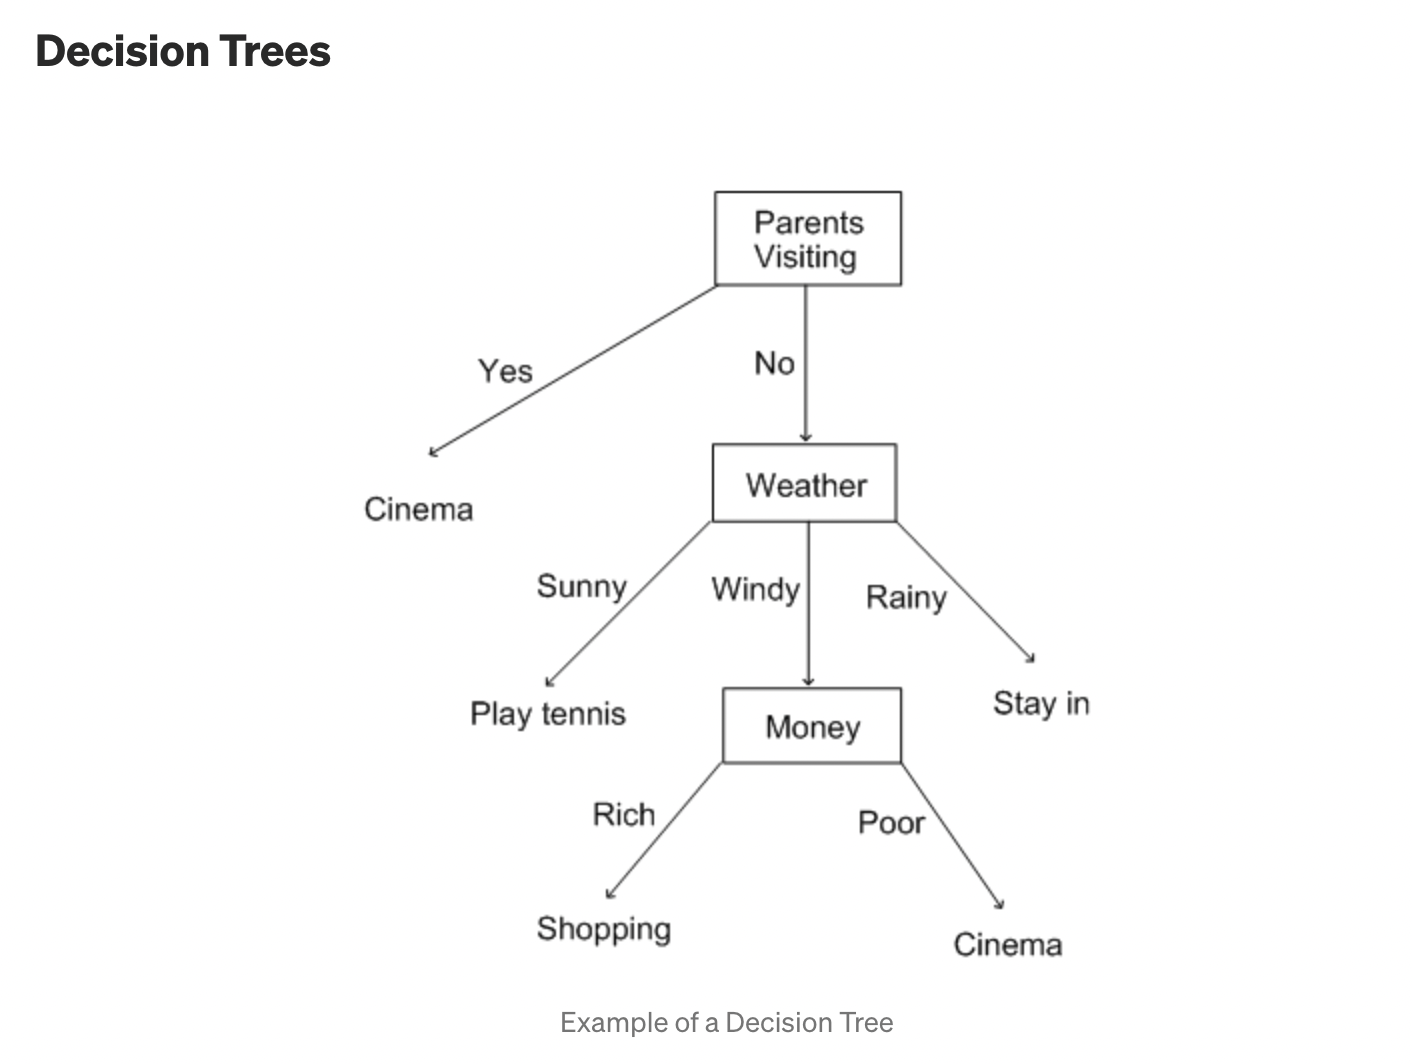 Decision Trees
Parents
Visiting
Yes
No
Cinema
Weather
Sunny
Windy
Rainy
Play tennis
Money
Stay in
Rich
Poor
Shopping
Cinema
Example of a Decision Tree